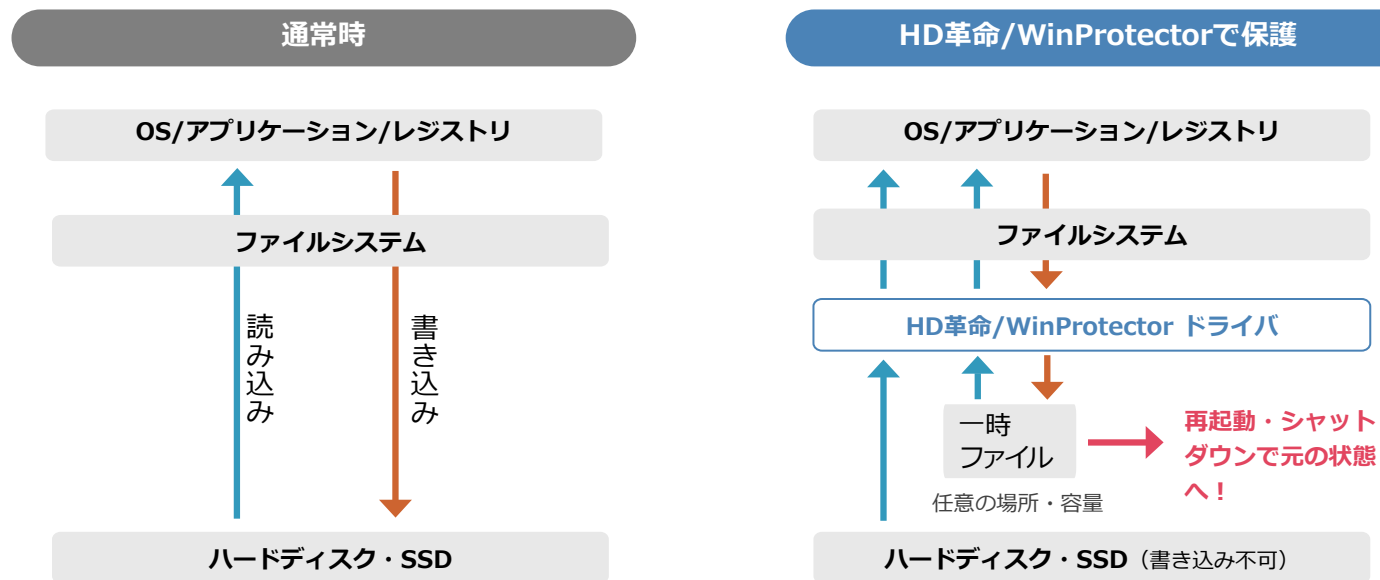 通常時
OS/アプリケーション/レジストリ
ファイルシステム
読み込み
書き込み
ハードディスク・SSD
HD革命/WinProtectorで保護
OS/アプリケーション/レジストリ
ファイルシステム
HD革命/WinProtector ドライバ
一時
ファイル
任意の場所・容量
再起動・シャット
ダウンで元の状態
へ！
ハードディスク・SSD（書き込み不可）